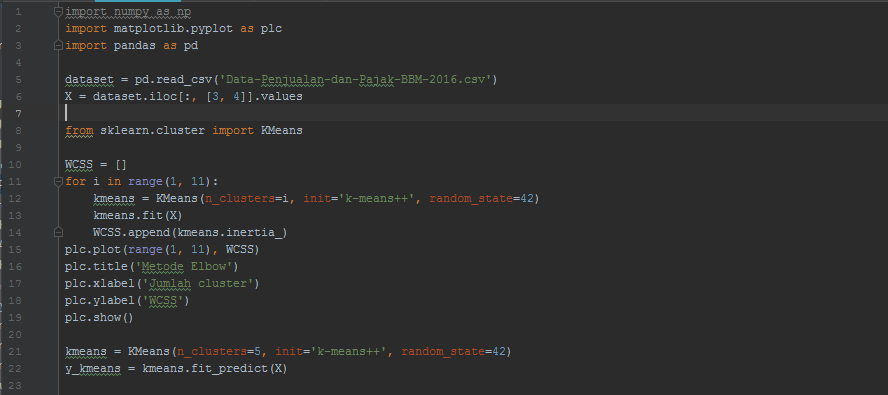 1 import numpy as np
2 import matplotlib.pyplot as plc
3 import pandas as pd
4
5 dataset = pd.read_csv('Data-Penjualan-dan-Pajak-BBM-2016.csv')
6 X = dataset.iloc[:, [3, 4]].values
7
8 from sklearn.cluster import KMeans
9
10 WCSS = []
11 for i in range(1, 11):
12     kmeans = KMeans(n_clusters=i, init='k-means++', random_state=42)
13     kmeans.fit(X)
14     WCSS.append(kmeans.inertia_)
15 plc.plot(range(1, 11), WCSS)
16 plc.title('Metode Elbow')
17 plc.xlabel('Jumlah cluster')
18 plc.ylabel('WCSS')
19 plc.show()
20
21 kmeans = KMeans(n_clusters=5, init='k-means++', random_state=42)
22 y_kmeans = kmeans.fit_predict(X)
23